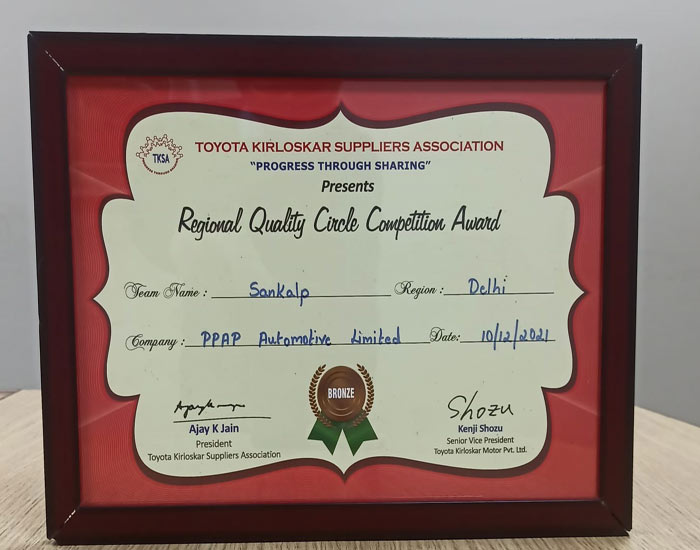 TKSA
TOYOTA KIRLOSKAR SUPPLIERS ASSOCIATION
"PROGRESS THROUGH SHARING"
Presents
Regional Quality Circle Competition Award
Team Name : Sankalp Region : Delhi
Company : PPAP Automotive Limited Date: 10/12/2021
BRONZE
Shozu
Ajay K Jain
President
Toyota Kirloskar Suppliers Association
Kenji Shozu
Senior Vice President
Toyota Kirloskar Motor Pvt. Ltd.